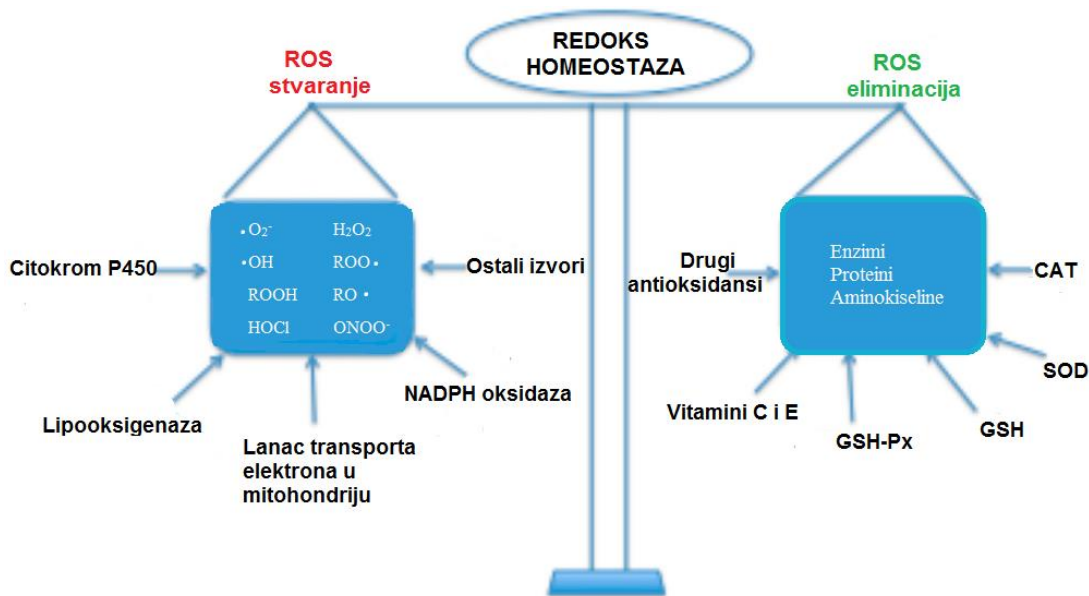 REDOKS
HOMEOSTAZA
ROS
stvaranje
ROS
eliminacija
•O₂⁻ H₂O₂
•OH ROO•
ROOH RO•
HOCl ONOO⁻
Citokrom P450
Ostali izvori
Lipooksigenaza
Lanac transporta
elektrona u
mitohondriju
NADPH oksidaza
Enzimi
Proteini
Aminokiseline
Drugi
antioksidansi
CAT
SOD
Vitamini C i E
GSH-Px
GSH